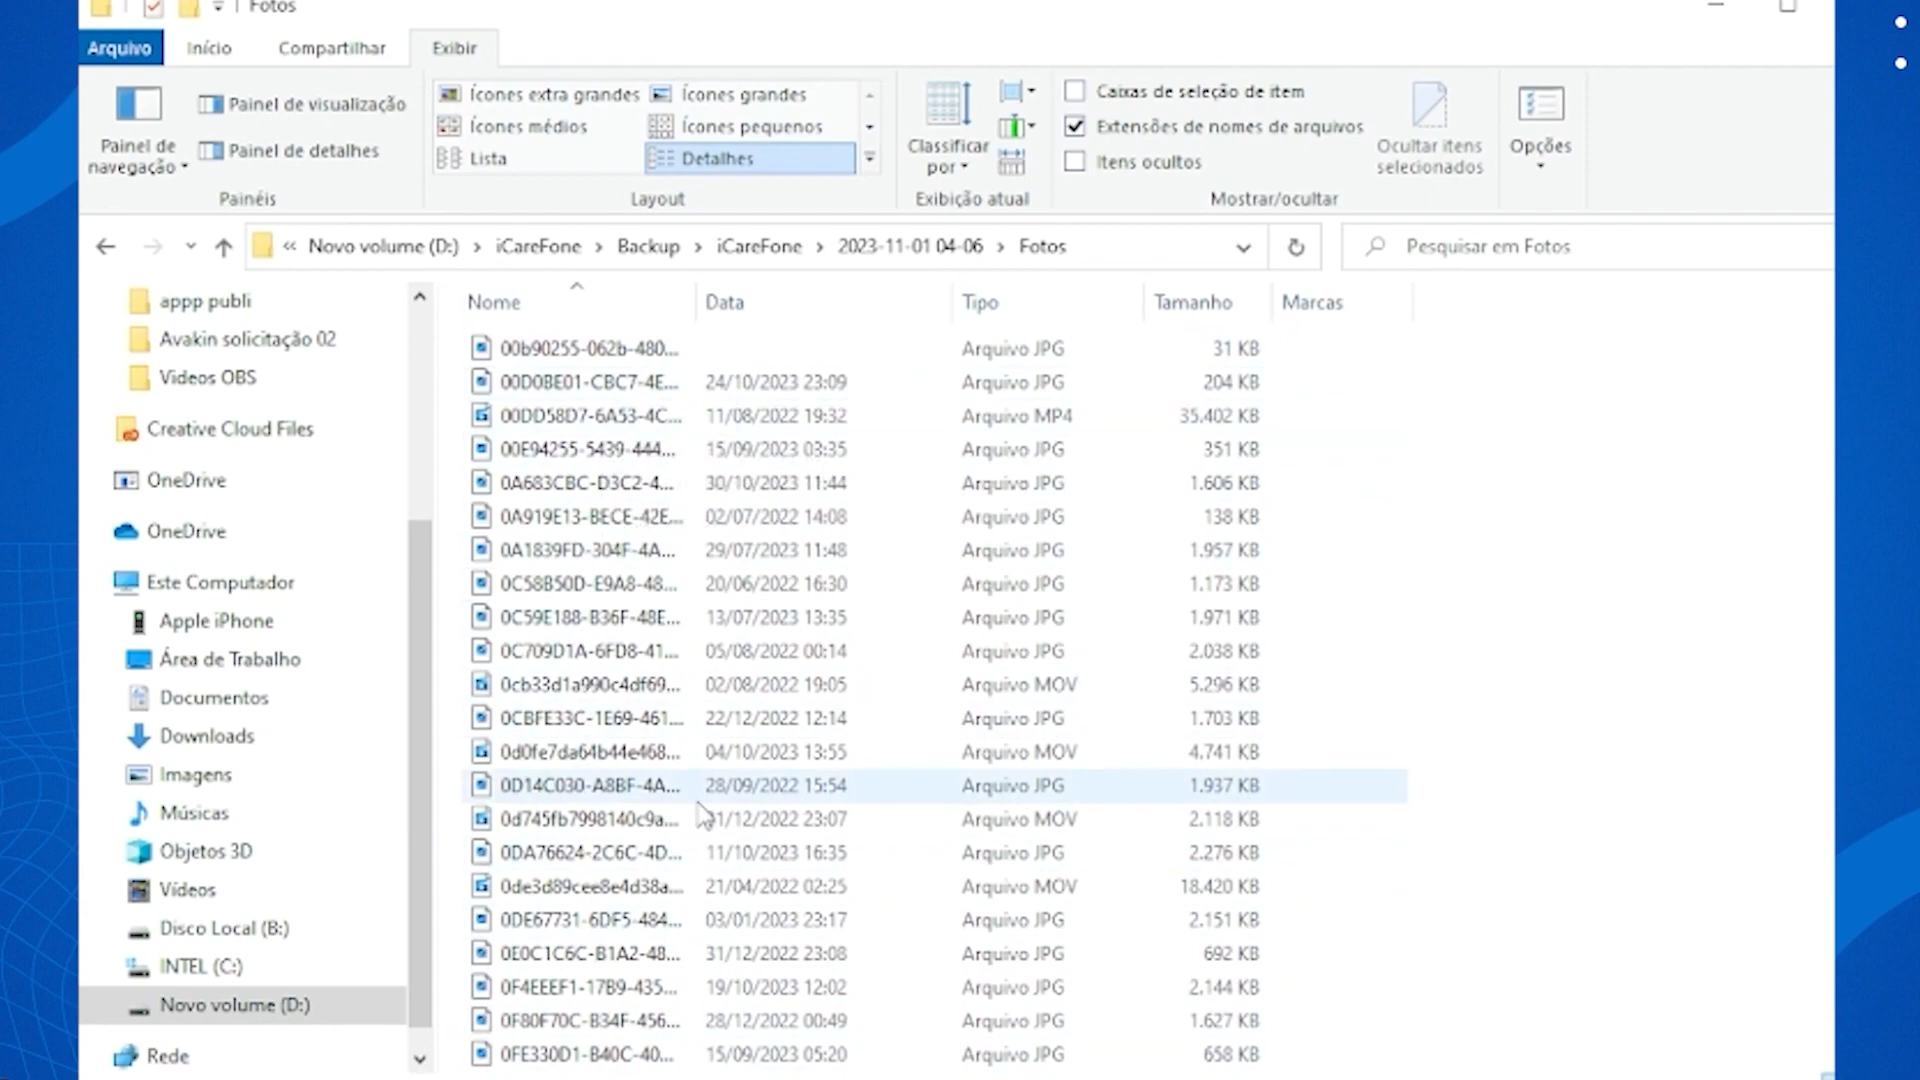 Fotos
Arquivo Início Compartilhar Exibir
Painel de navegação
Painel de visualização
Painel de detalhes
Painéis
Ícones extra grandes Ícones grandes
Ícones médios Ícones pequenos
Lista Detalhes
Layout
Classificar por
Exibição atual
Caixas de seleção de item
Extensões de nomes de arquivos
Itens ocultos
Ocultar itens selecionados
Mostrar/ocultar
Opções
« Novo volume (D:) › iCareFone › Backup › iCareFone › 2023-11-01 04-06 › Fotos
Pesquisar em Fotos
appp publi
Avakin solicitação 02
Videos OBS
Creative Cloud Files
OneDrive
OneDrive
Este Computador
Apple iPhone
Área de Trabalho
Documentos
Downloads
Imagens
Músicas
Objetos 3D
Vídeos
Disco Local (B:)
INTEL (C:)
Novo volume (D:)
Rede
Nome Data Tipo Tamanho Marcas
00b90255-062b-480... Arquivo JPG 31 KB
00D0BE01-CBC7-4E... 24/10/2023 23:09 Arquivo JPG 204 KB
00DD58D7-6A53-4C... 11/08/2022 19:32 Arquivo MP4 35.402 KB
00E94255-5439-444... 15/09/2023 03:35 Arquivo JPG 351 KB
0A683CBC-D3C2-4... 30/10/2023 11:44 Arquivo JPG 1.606 KB
0A919E13-BECE-42E... 02/07/2022 14:08 Arquivo JPG 138 KB
0A1839FD-304F-4A... 29/07/2023 11:48 Arquivo JPG 1.957 KB
0C58B50D-E9A8-48... 20/06/2022 16:30 Arquivo JPG 1.173 KB
0C59E188-B36F-48E... 13/07/2023 13:35 Arquivo JPG 1.971 KB
0C709D1A-6FD8-41... 05/08/2022 00:14 Arquivo JPG 2.038 KB
0cb33d1a990c4df69... 02/08/2022 19:05 Arquivo MOV 5.296 KB
0CBFE33C-1E69-461... 22/12/2022 12:14 Arquivo JPG 1.703 KB
0d0fe7da64b44e468... 04/10/2023 13:55 Arquivo MOV 4.741 KB
0D14C030-A8BF-4A... 28/09/2022 15:54 Arquivo JPG 1.937 KB
0d745fb7998140c9a... 31/12/2022 23:07 Arquivo MOV 2.118 KB
0DA76624-2C6C-4D... 11/10/2023 16:35 Arquivo JPG 2.276 KB
0de3d89cee8e4d38a... 21/04/2022 02:25 Arquivo MOV 18.420 KB
0DE67731-6DF5-484... 03/01/2023 23:17 Arquivo JPG 2.151 KB
0E0C1C6C-B1A2-48... 31/12/2022 23:08 Arquivo JPG 692 KB
0F4EEEF1-17B9-435... 19/10/2023 12:02 Arquivo JPG 2.144 KB
0F80F70C-B34F-456... 28/12/2022 00:49 Arquivo JPG 1.627 KB
0FE330D1-B40C-40... 15/09/2023 05:20 Arquivo JPG 658 KB